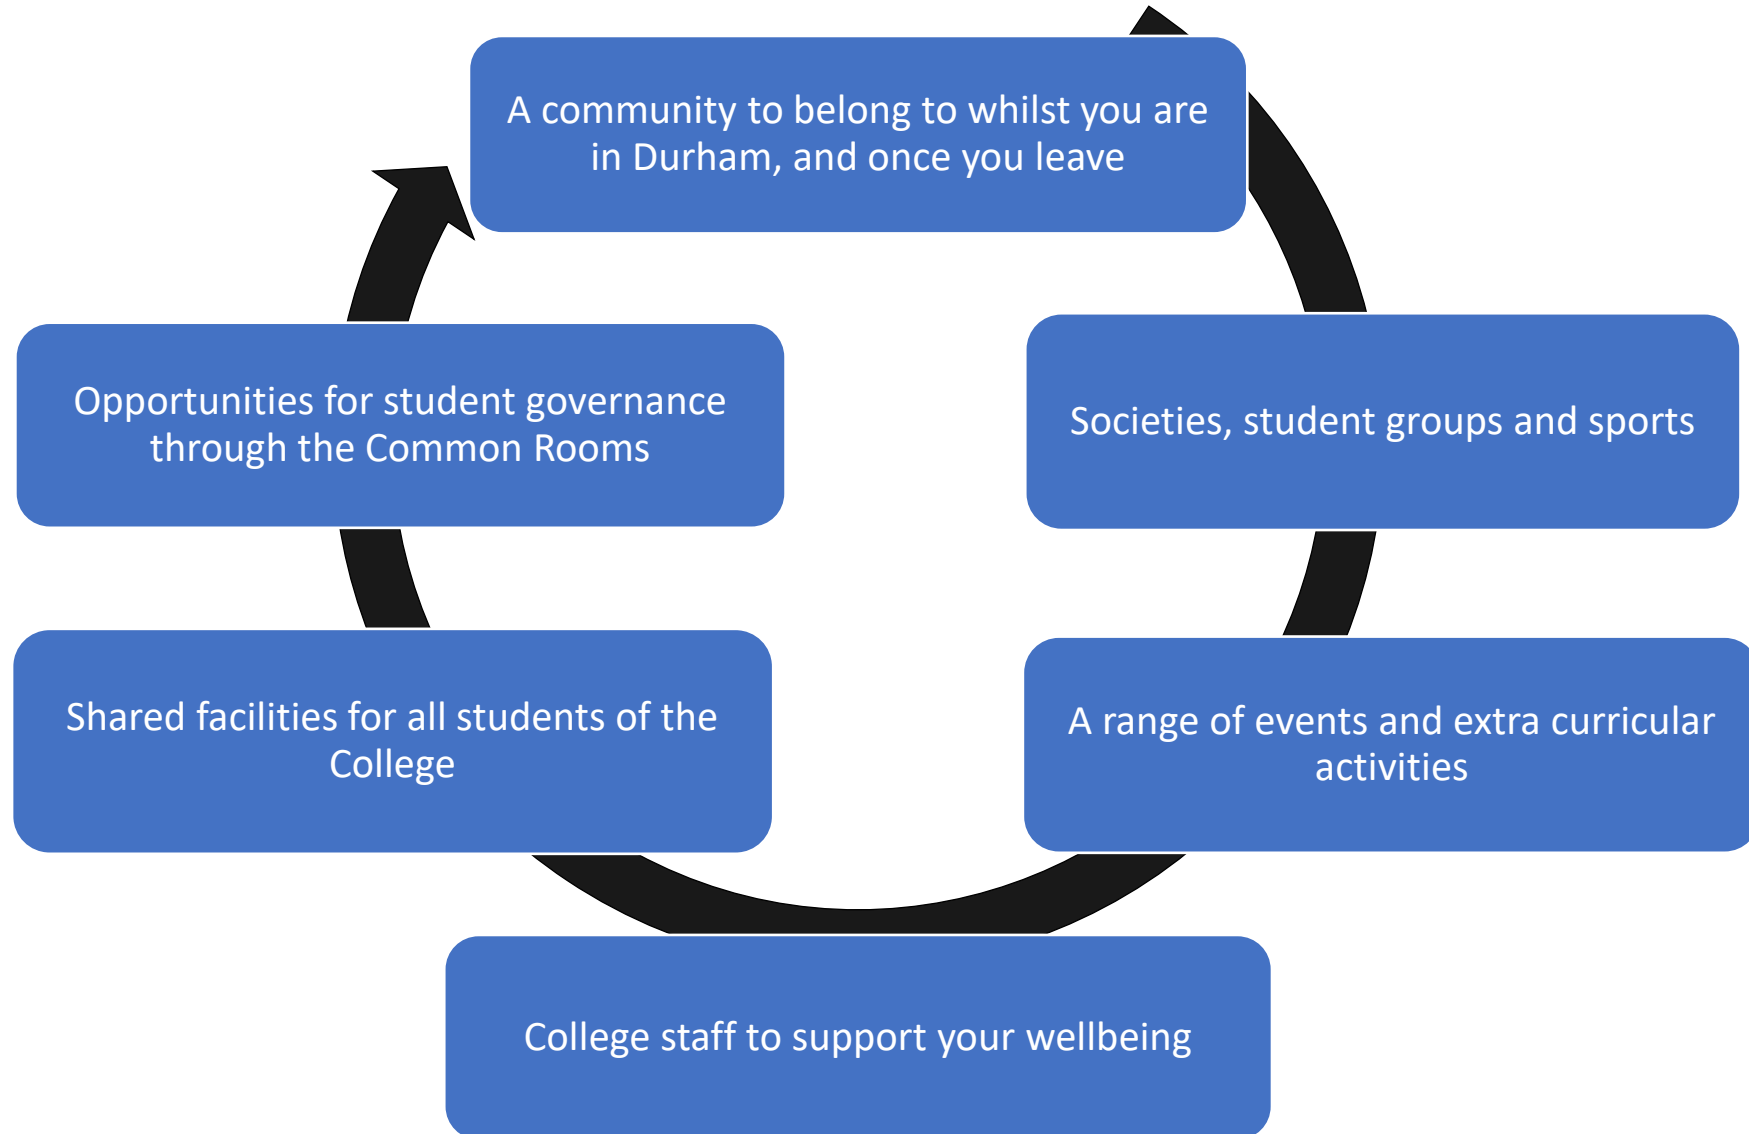 A community to belong to whilst you are
in Durham, and once you leave
Societies, student groups and sports
A range of events and extra curricular
activities
College staff to support your wellbeing
Shared facilities for all students of the
College
Opportunities for student governance
through the Common Rooms